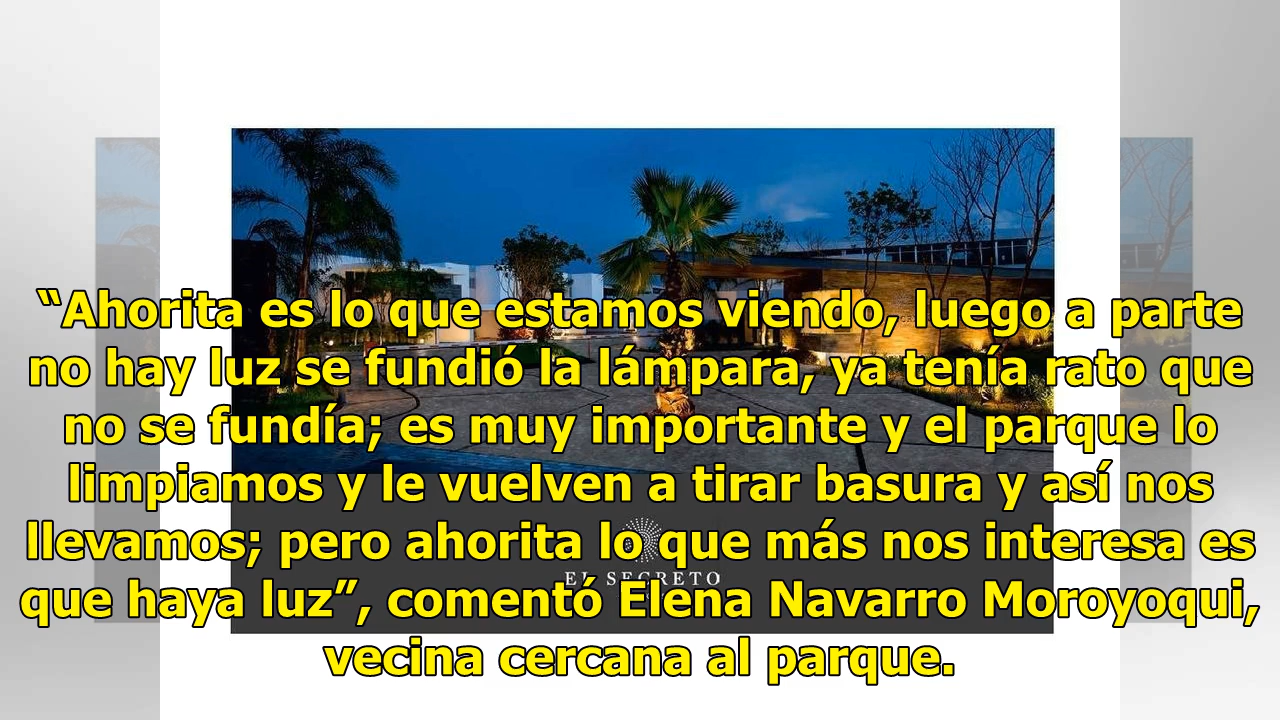 “Ahorita es lo que estamos viendo, luego a parte
no hay luz se fundió la lámpara, ya tenía rato que
no se fundía; es muy importante y el parque lo
limpiamos y le vuelven a tirar basura y así nos
llevamos; pero ahorita lo que más nos interesa es
EL SECRETO
que haya luz”, comentó Elena Navarro Moroyoqui,
vecina cercana al parque.